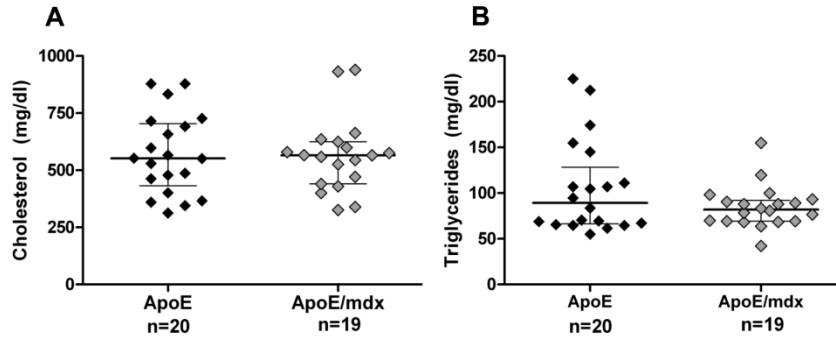 A
Cholesterol (mg/dl)
1000
750
500
250
0
ApoE
n=20
ApoE/mdx
n=19
B
Triglycerides (mg/dl)
250
200
150
100
50
0
ApoE
n=20
ApoE/mdx
n=19